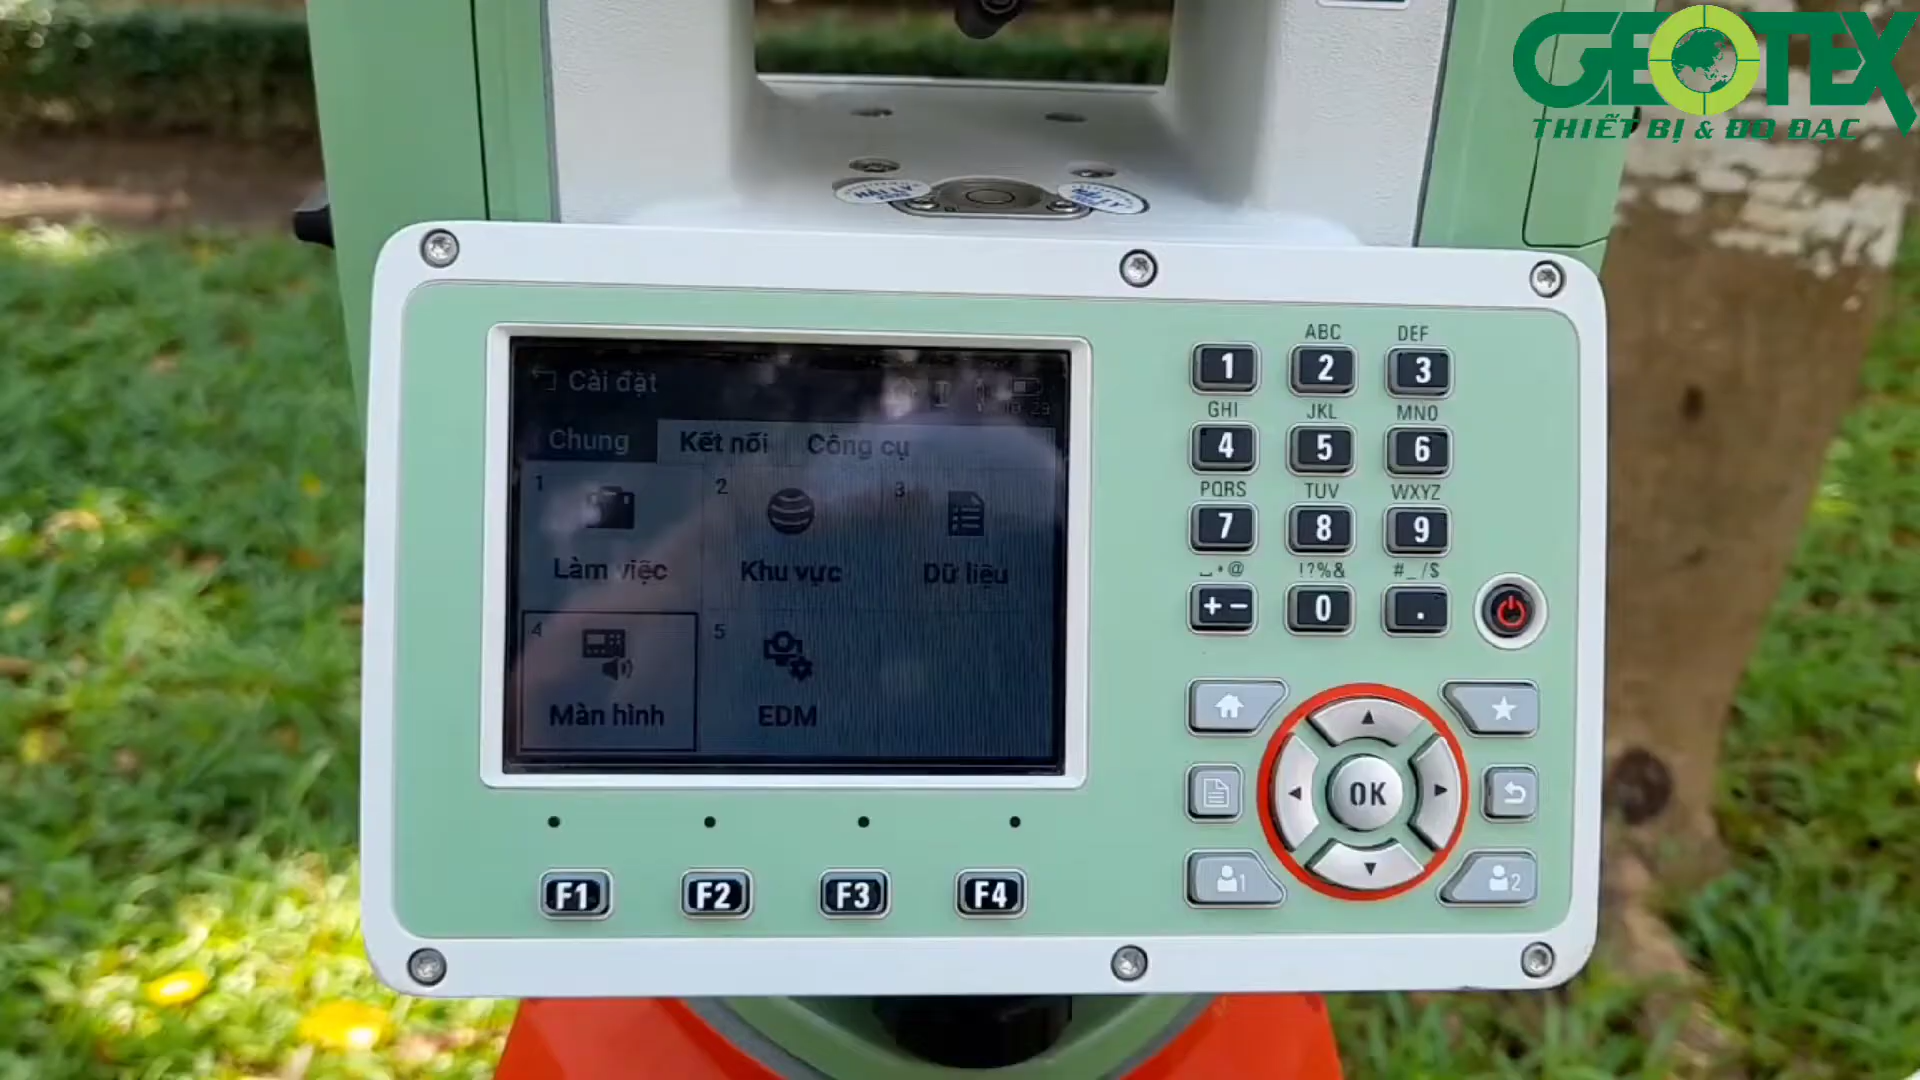 GEOTEX
THIẾT BỊ & ĐO ĐẠC
Cài đặt
Chung Kết nối Công cụ
1 2 3
Làm việc Khu vực Dữ liệu
4 5
Màn hình EDM
ABC DEF
1 2 3
GHI JKL MNO
4 5 6
PQRS TUV WXYZ
7 8 9
.@ !?%& #_/$
+- 0 .
OK
1 2
F1 F2 F3 F4